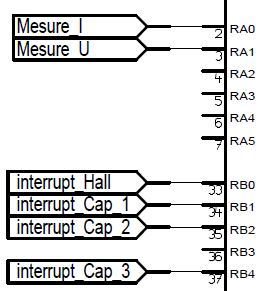 Mesure_I 2 RA0
Mesure_U 3 RA1
4 RA2
5 RA3
6 RA4
7 RA5
interrupt_Hall 33 RB0
interrupt_Cap_1 34 RB1
interrupt_Cap_2 35 RB2
36 RB3
interrupt_Cap_3 37 RB4